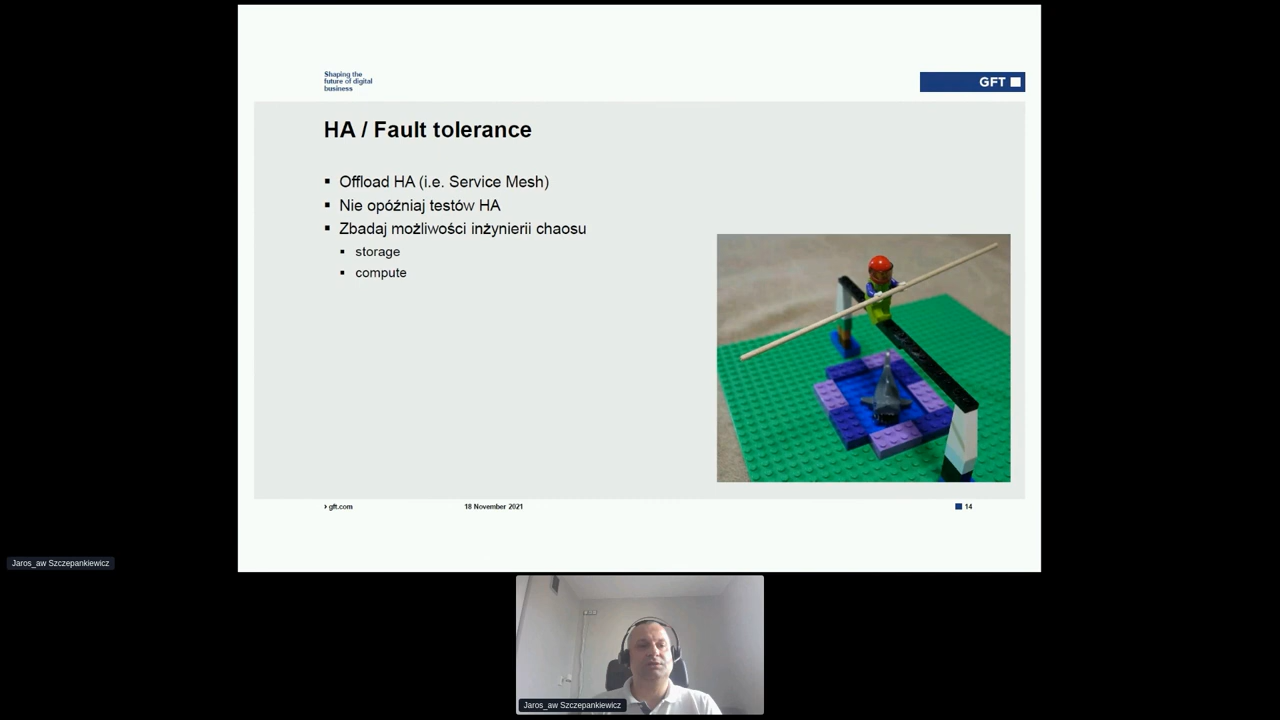 Shaping the
future of digital
business
GFT
HA / Fault tolerance
Offload HA (i.e. Service Mesh)
Nie opóźniaj testów HA
Zbadaj możliwości inżynierii chaosu
storage
compute
› gft.com
18 November 2021
14
Jaros_aw Szczepankiewicz
Jaros_aw Szczepankiewicz